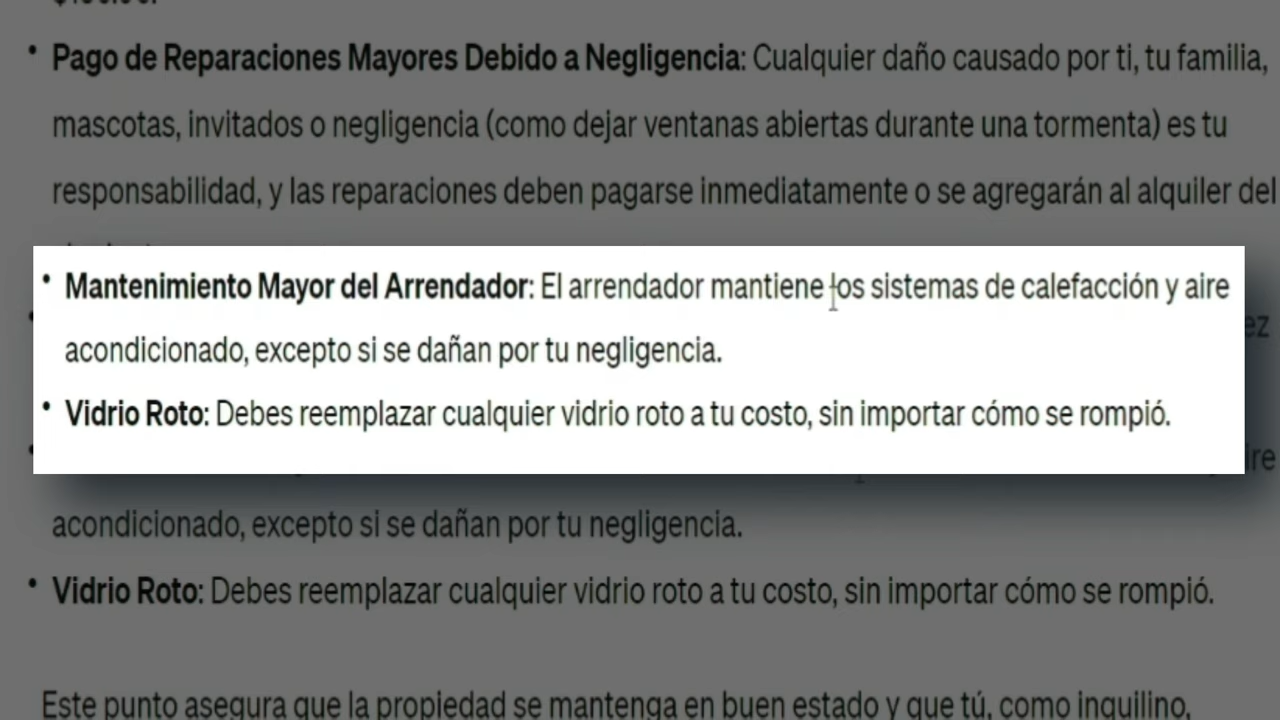 • Pago de Reparaciones Mayores Debido a Negligencia: Cualquier daño causado por ti, tu familia,
mascotas, invitados o negligencia (como dejar ventanas abiertas durante una tormenta) es tu
responsabilidad, y las reparaciones deben pagarse inmediatamente o se agregarán al alquiler del
• Mantenimiento Mayor del Arrendador: El arrendador mantiene los sistemas de calefacción y aire
acondicionado, excepto si se dañan por tu negligencia.
• Vidrio Roto: Debes reemplazar cualquier vidrio roto a tu costo, sin importar cómo se rompió.
acondicionado, excepto si se dañan por tu negligencia.
• Vidrio Roto: Debes reemplazar cualquier vidrio roto a tu costo, sin importar cómo se rompió.
Este punto asegura que la propiedad se mantenga en buen estado y que tú, como inquilino,